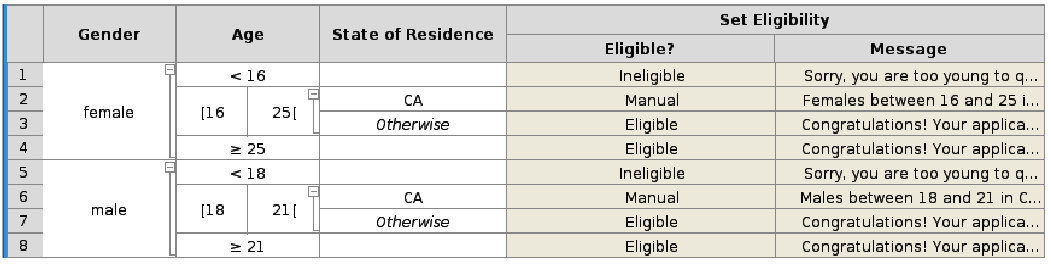 Gender Age State of Residence Set Eligibility
Eligible? Message
1 female < 16 Ineligible Sorry, you are too young to q...
2 [16 25[ CA Manual Females between 16 and 25 i...
3 Otherwise Eligible Congratulations! Your applica...
4 ≥ 25 Eligible Congratulations! Your applica...
5 male < 18 Ineligible Sorry, you are too young to q...
6 [18 21[ CA Manual Males between 18 and 21 in C...
7 Otherwise Eligible Congratulations! Your applica...
8 ≥ 21 Eligible Congratulations! Your applica...